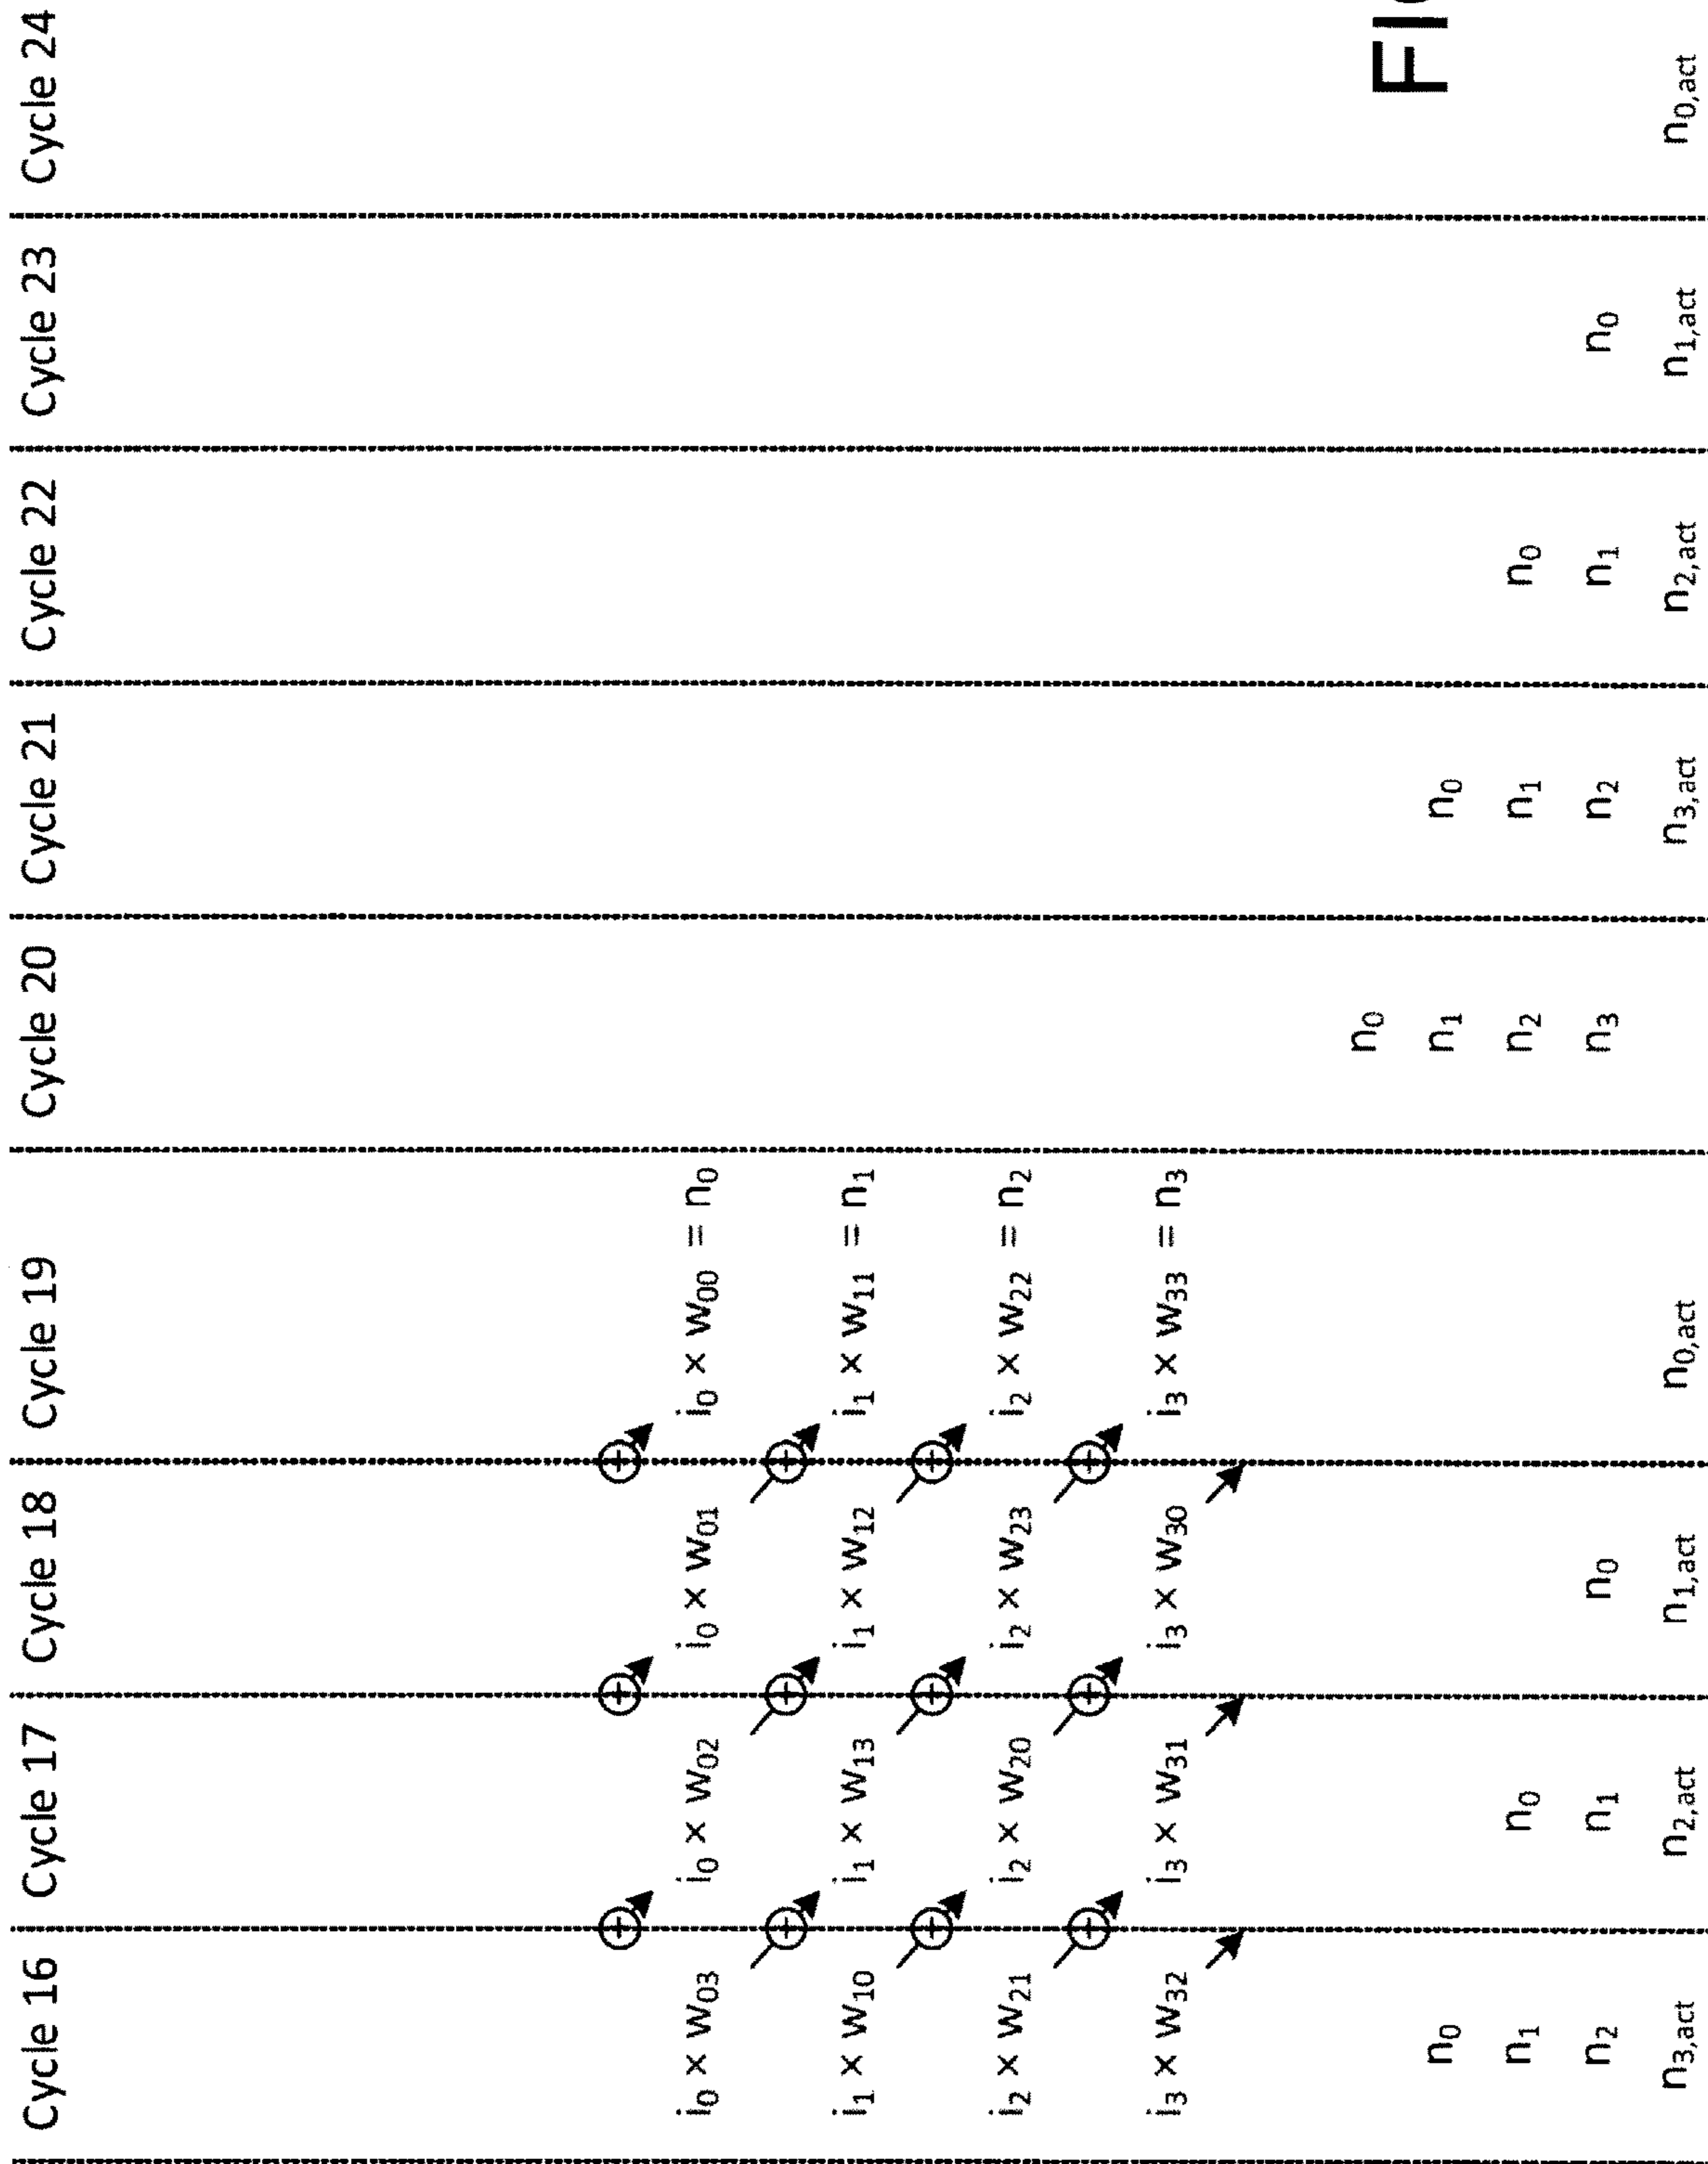 Cycle 16 Cycle 17 Cycle 18 Cycle 19 Cycle 20 Cycle 21 Cycle 22 Cycle 23 Cycle 24
i₀ × w₀₃ i₀ × w₀₂ i₀ × w₀₁ i₀ × w₀₀ = n₀
i₁ × w₁₀ i₁ × w₁₃ i₁ × w₁₂ i₁ × w₁₁ = n₁
i₂ × w₂₁ i₂ × w₂₀ i₂ × w₂₃ i₂ × w₂₂ = n₂
i₃ × w₃₂ i₃ × w₃₁ i₃ × w₃₀ i₃ × w₃₃ = n₃
n₀
n₀ n₁ n₀
n₁ n₀ n₂ n₁ n₀
n₂ n₁ n₀ n₃ n₂ n₁ n₀
n₃,act n₂,act n₁,act n₀,act n₃,act n₂,act n₁,act n₀,act